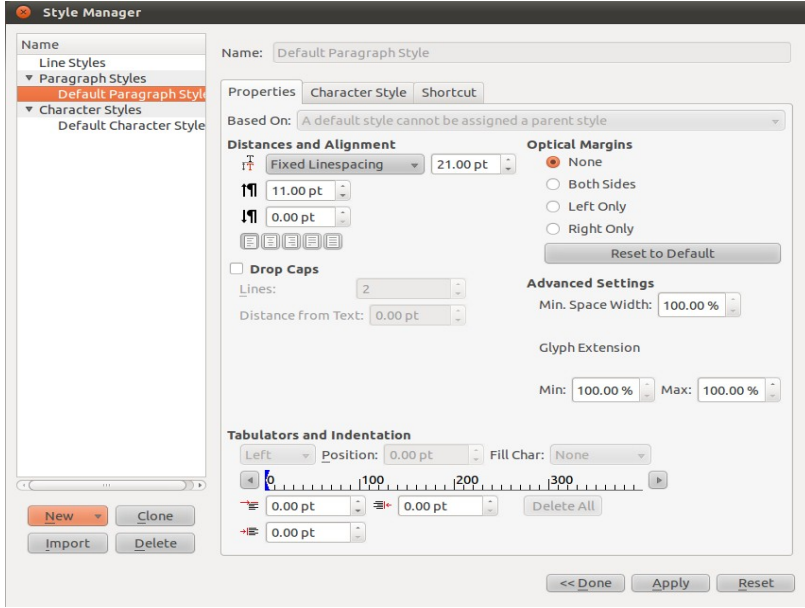 Style Manager
Name
Line Styles
Paragraph Styles
Default Paragraph Style
Character Styles
Default Character Style
New
Clone
Import
Delete
Name: Default Paragraph Style
Properties Character Style Shortcut
Based On: A default style cannot be assigned a parent style
Distances and Alignment
Fixed Linespacing 21.00 pt
11.00 pt
0.00 pt
Drop Caps
Lines: 2
Distance from Text: 0.00 pt
Optical Margins
None
Both Sides
Left Only
Right Only
Reset to Default
Advanced Settings
Min. Space Width: 100.00 %
Glyph Extension
Min: 100.00 % Max: 100.00 %
Tabulators and Indentation
Left Position: 0.00 pt Fill Char: None
0 100 200 300
0.00 pt 0.00 pt Delete All
0.00 pt
<< Done Apply Reset